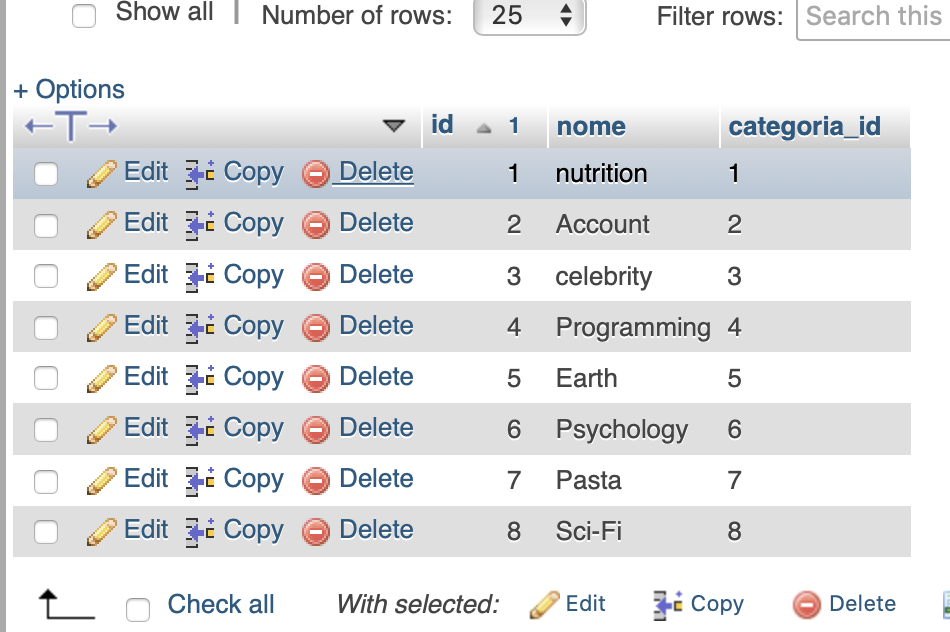 Show all | Number of rows: 25 Filter rows: Search this
+ Options
←T→ id 1 nome categoria_id
Edit Copy Delete 1 nutrition 1
Edit Copy Delete 2 Account 2
Edit Copy Delete 3 celebrity 3
Edit Copy Delete 4 Programming 4
Edit Copy Delete 5 Earth 5
Edit Copy Delete 6 Psychology 6
Edit Copy Delete 7 Pasta 7
Edit Copy Delete 8 Sci-Fi 8
Check all With selected: Edit Copy Delete